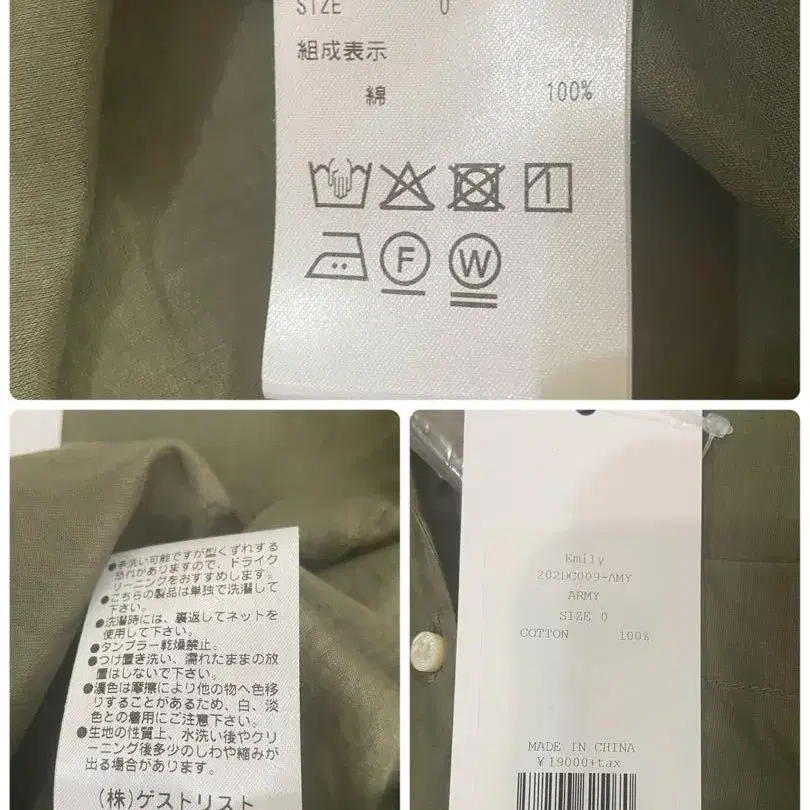 SIZE 0
組成表示
綿 100%
F W
●手洗い可能ですが型くずれする
恐れがありますので、ドライク
リーニングをおすすめします。
●こちらの製品は単独で洗濯して
下さい。
●洗濯時には、裏返してネットを
使用して下さい。
●タンブラー乾燥禁止。
●つけ置き洗い、濡れたままの放
置はしないで下さい。
●濃色は摩擦により他の物へ色移
りすることがあるため、白、淡
色との着用にご注意下さい。
●生地の性質上、水洗い後やクリ
ーニング後多少のしわや縮みが
出る場合があります。
(株)ゲストリスト
Emily
202DC009-AMY
ARMY
SIZE 0
COTTON 100%
MADE IN CHINA
¥19000+tax